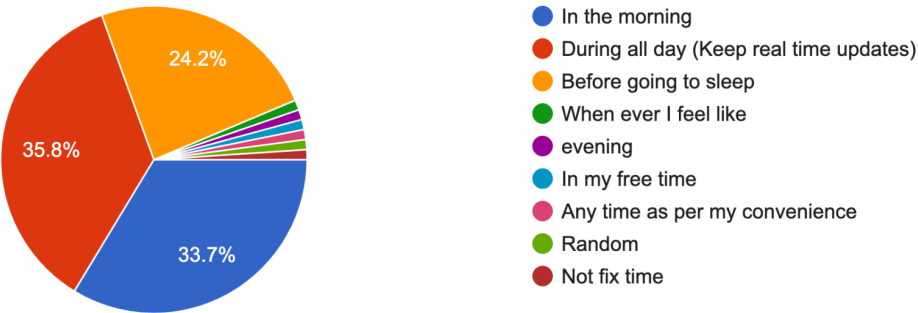 24.2%
35.8%
33.7%
In the morning
During all day (Keep real time updates)
Before going to sleep
When ever I feel like
evening
In my free time
Any time as per my convenience
Random
Not fix time